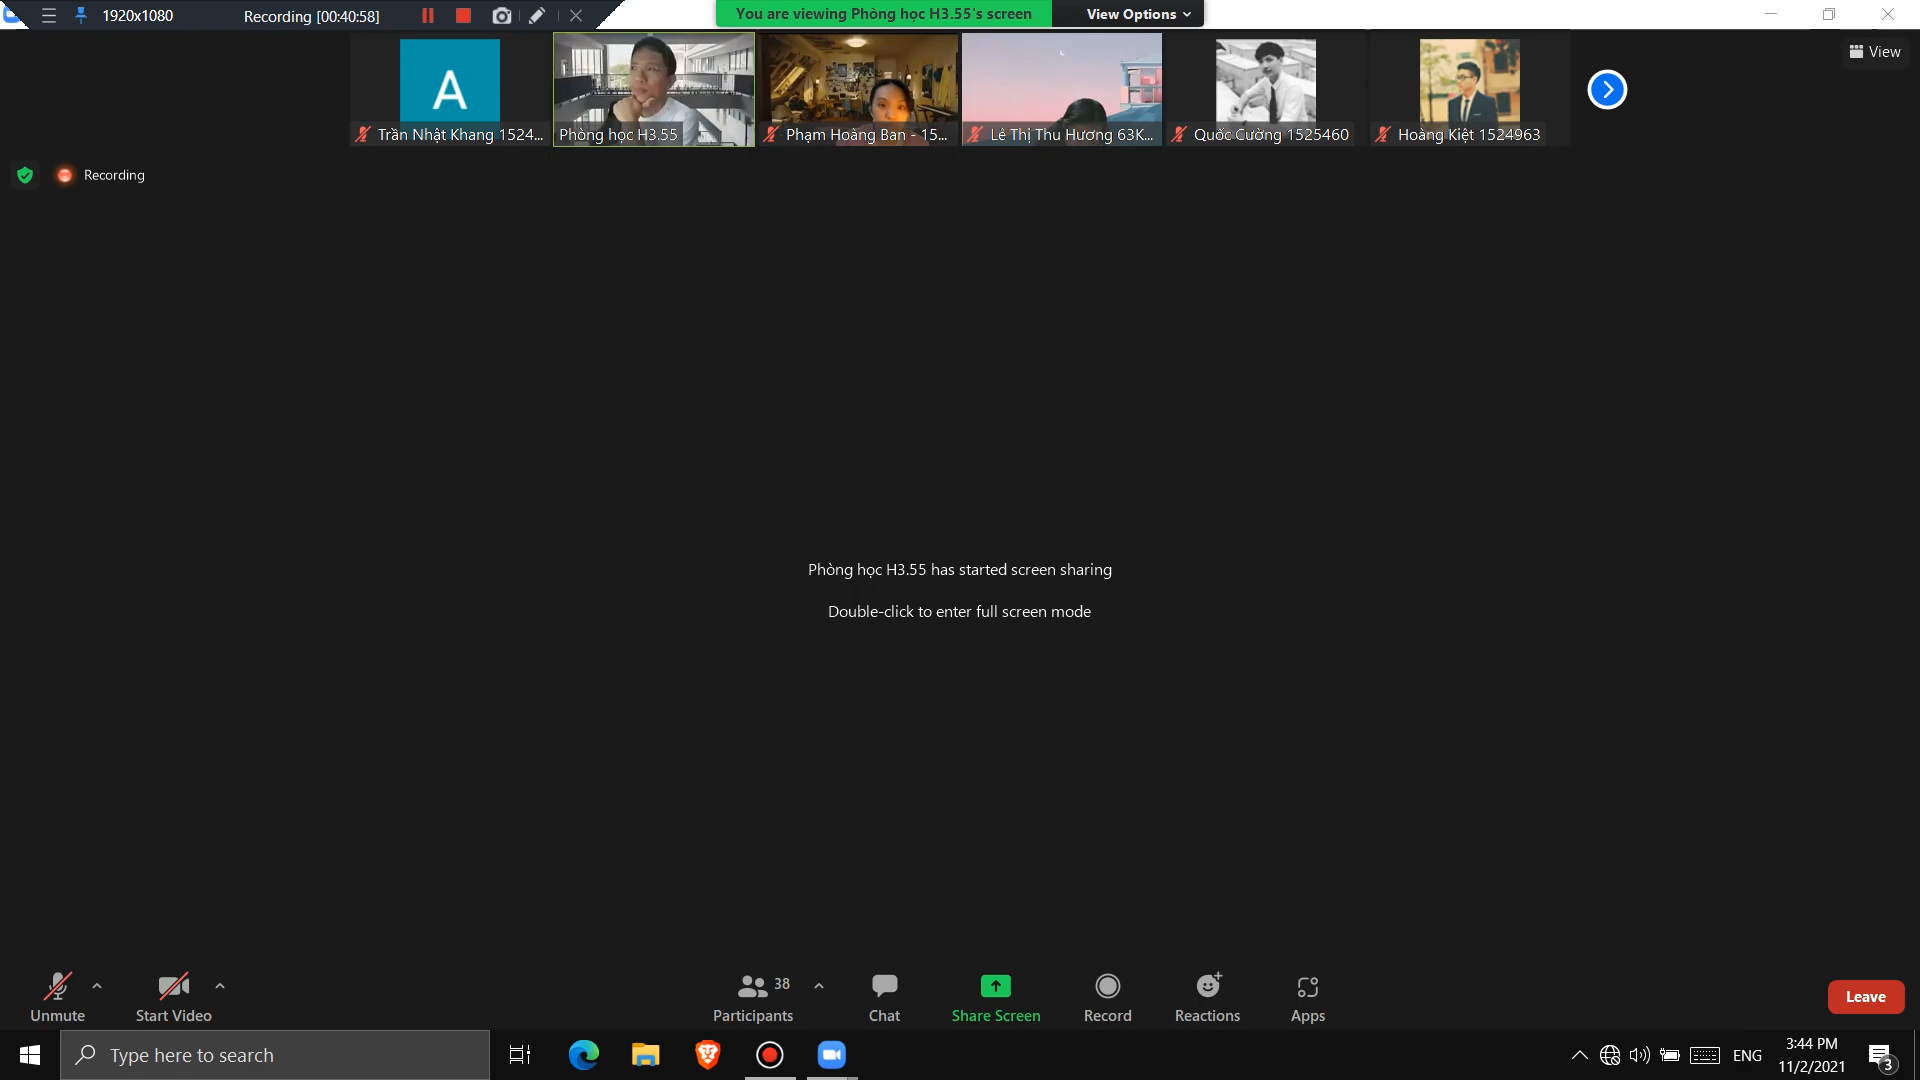 1920x1080
Recording [00:40:58]
You are viewing Phòng học H3.55's screen
View Options
View
A
Trần Nhật Khang 1524...
Phòng học H3.55
Phạm Hoàng Ban - 15...
Lê Thị Thu Hương 63K...
Quốc Cường 1525460
Hoàng Kiệt 1524963
Recording
Phòng học H3.55 has started screen sharing
Double-click to enter full screen mode
Unmute
Start Video
38
Participants
Chat
Share Screen
Record
Reactions
Apps
Leave
Type here to search
ENG
3:44 PM
11/2/2021
3